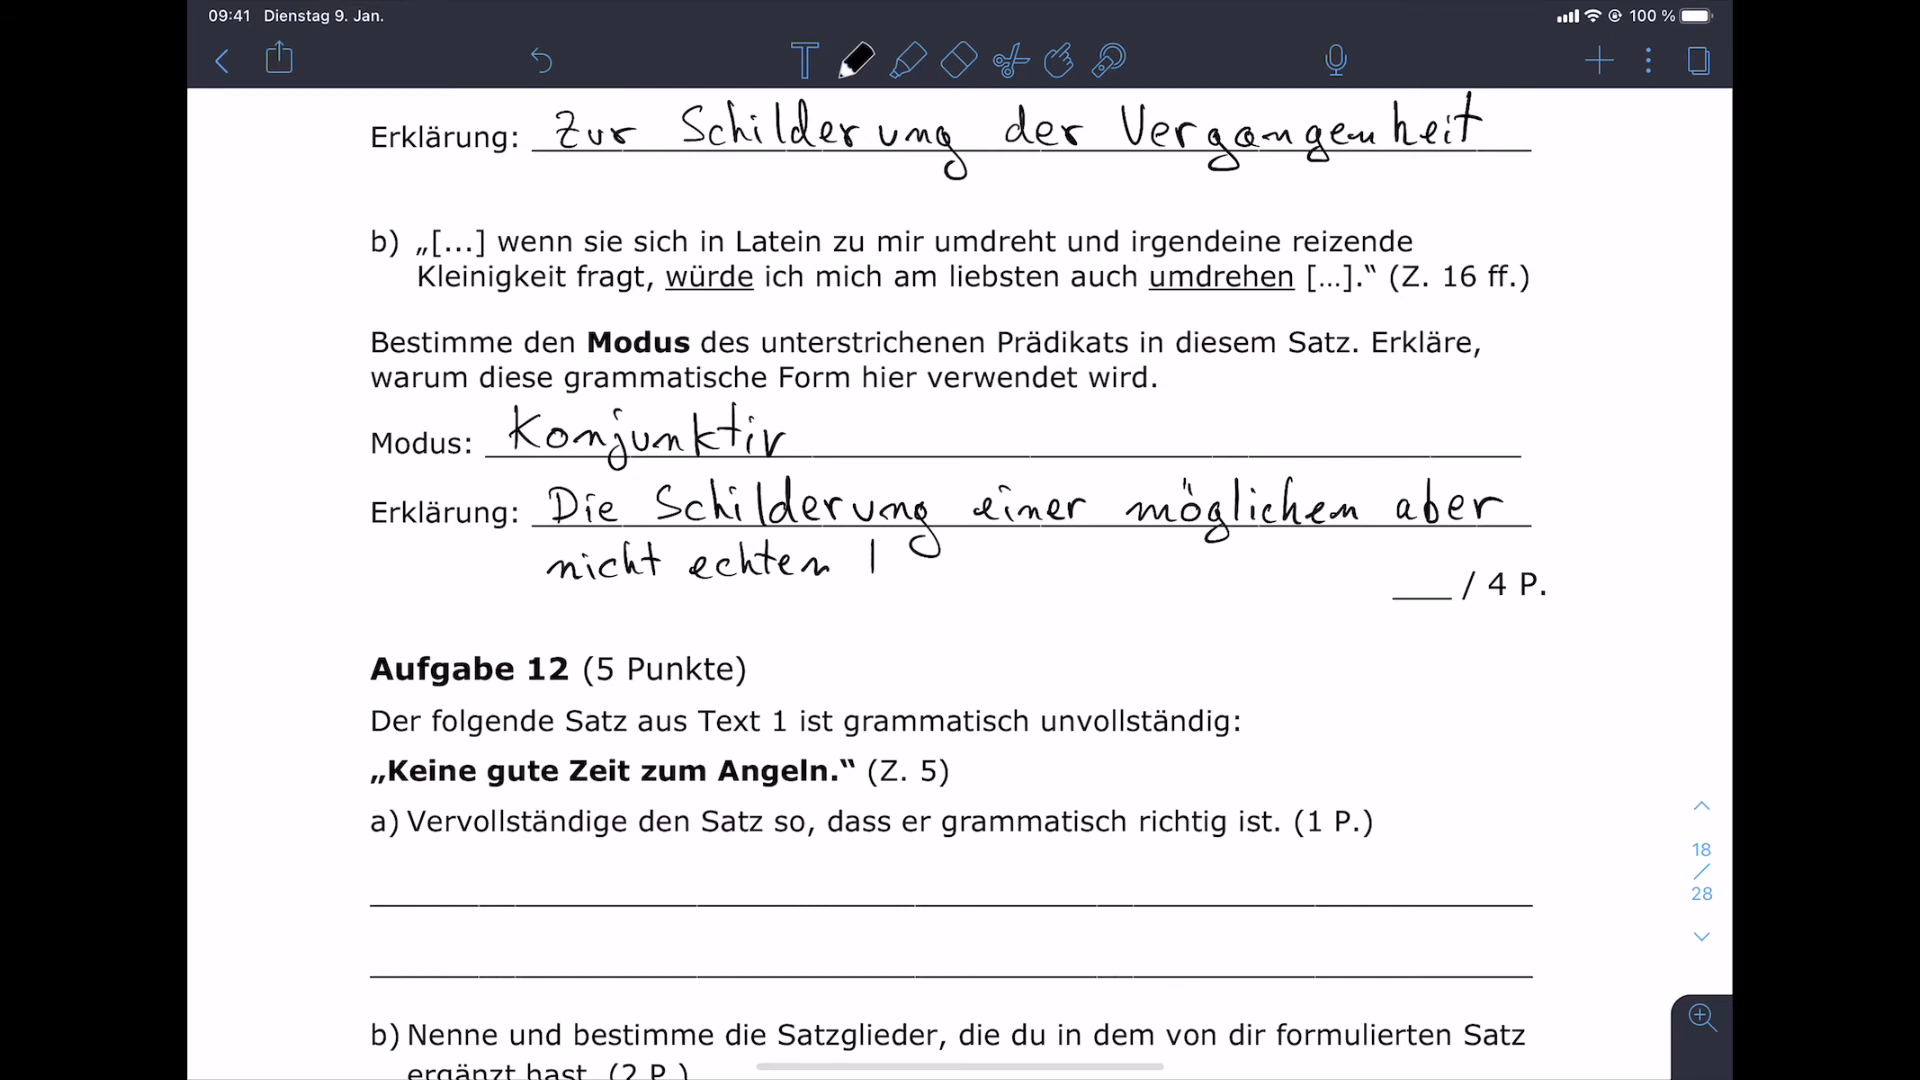 09:41 Dienstag 9. Jan. 100 %
Erklärung: Zur Schilderung der Vergangenheit
b) „[...] wenn sie sich in Latein zu mir umdreht und irgendeine reizende
Kleinigkeit fragt, würde ich mich am liebsten auch umdrehen [...].“ (Z. 16 ff.)
Bestimme den Modus des unterstrichenen Prädikats in diesem Satz. Erkläre,
warum diese grammatische Form hier verwendet wird.
Modus: Konjunktiv
Erklärung: Die Schilderung einer möglichen aber
nicht echten
___ / 4 P.
Aufgabe 12 (5 Punkte)
Der folgende Satz aus Text 1 ist grammatisch unvollständig:
„Keine gute Zeit zum Angeln.“ (Z. 5)
a) Vervollständige den Satz so, dass er grammatisch richtig ist. (1 P.)
18
/
28
b) Nenne und bestimme die Satzglieder, die du in dem von dir formulierten Satz
ergänzt hast. (2 P.)